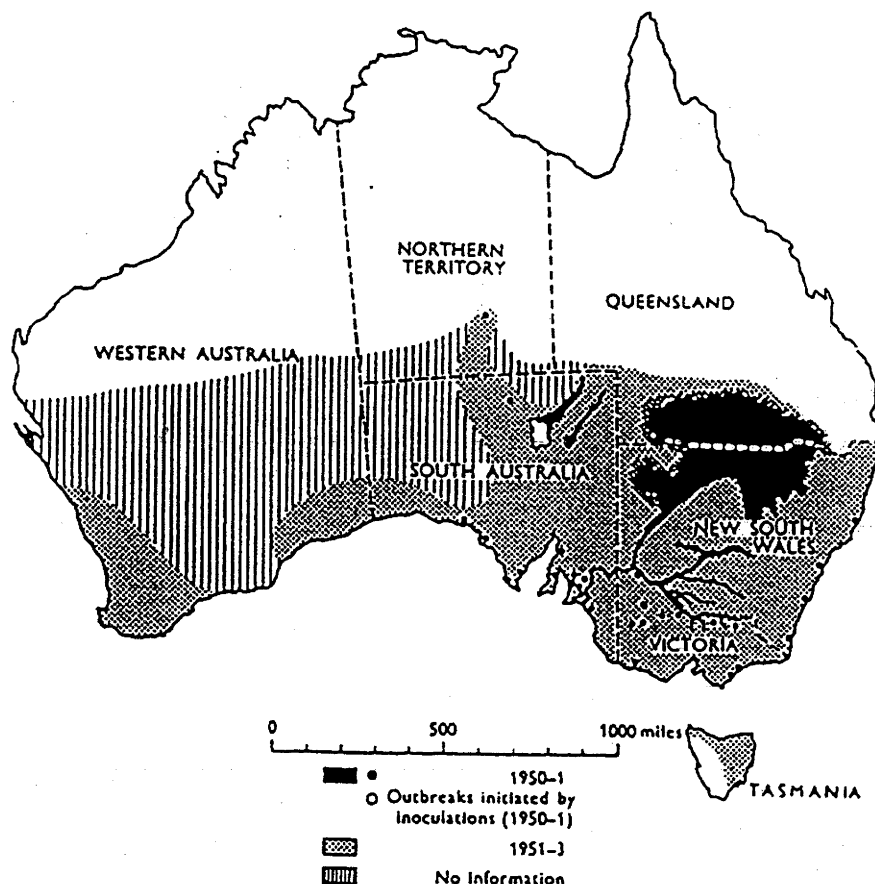 NORTHERN
TERRITORY
QUEENSLAND
WESTERN AUSTRALIA
SOUTH AUSTRALIA
NEW SOUTH
WALES
VICTORIA
0 500 1000 miles
TASMANIA
1950-1
Outbreaks initiated by
inoculations (1950-1)
1951-3
No Information